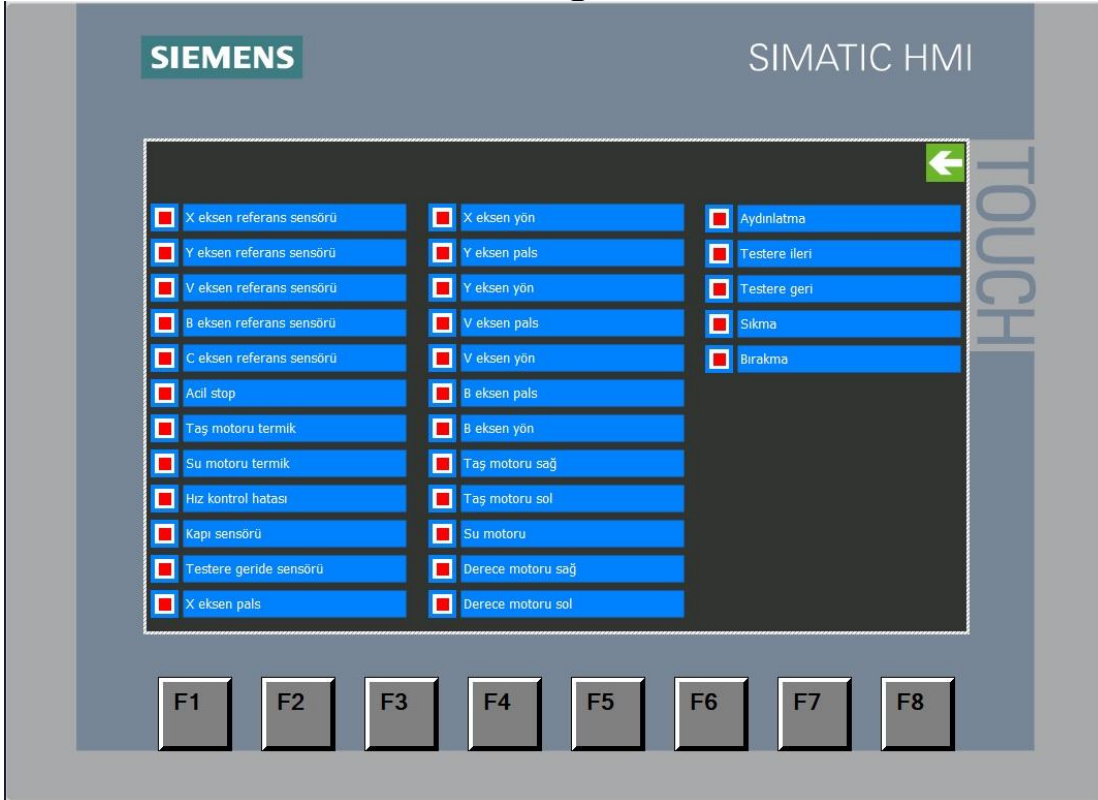 SIEMENS
SIMATIC HMI
TOUCH
X eksen referans sensörü
Y eksen referans sensörü
V eksen referans sensörü
B eksen referans sensörü
C eksen referans sensörü
Acil stop
Taş motoru termik
Su motoru termik
Hız kontrol hatası
Kapı sensörü
Testere geride sensörü
X eksen pals
X eksen yön
Y eksen pals
Y eksen yön
V eksen pals
V eksen yön
B eksen pals
B eksen yön
Taş motoru sağ
Taş motoru sol
Su motoru
Derece motoru sağ
Derece motoru sol
Aydınlatma
Testere ileri
Testere geri
Sıkma
Bırakma
F1 F2 F3 F4 F5 F6 F7 F8